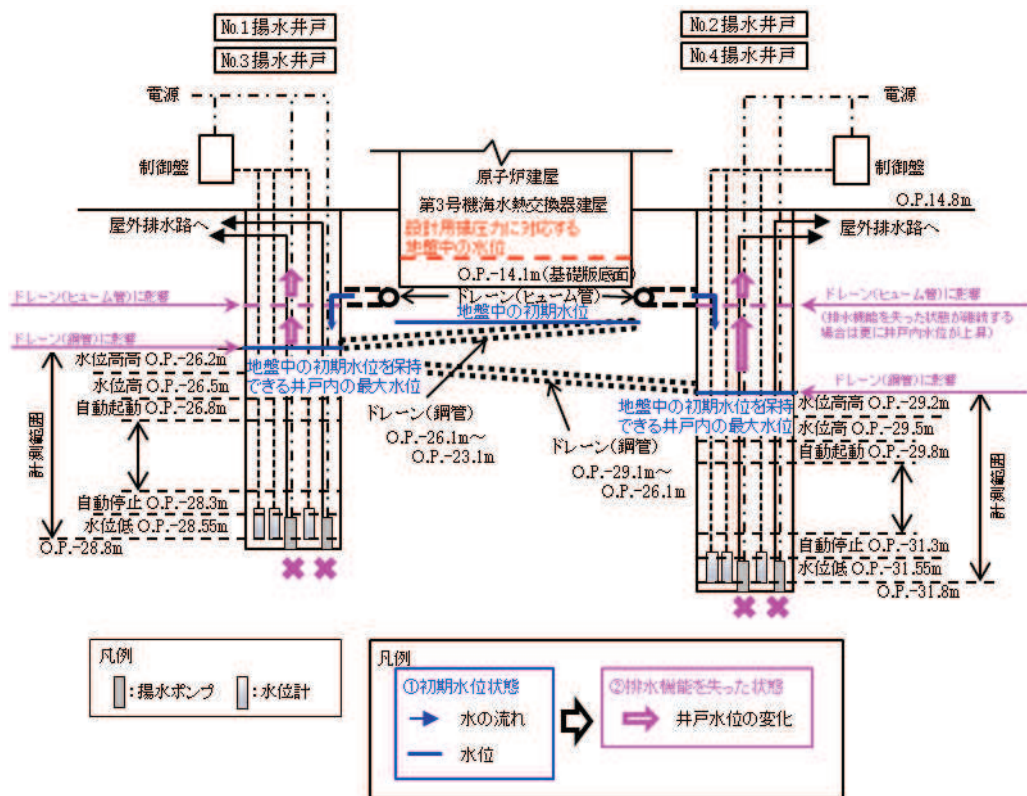 №1揚水井戸
№3揚水井戸
№2揚水井戸
№4揚水井戸
電源
電源
制御盤
制御盤
原子炉建屋
第3号機海水熱交換器建屋
設計用揚圧力に対応する
地盤中の水位
O.P.-14.1m(基礎版底面)
O.P.14.8m
屋外排水路へ
屋外排水路へ
ドレーン(ヒューム管)に影響
ドレーン(ヒューム管)
地盤中の初期水位
ドレーン(ヒューム管)に影響
(排水機能を失った状態が継続する
場合は更に井戸内水位が上昇)
ドレーン(鋼管)に影響
水位高高 O.P.-26.2m
水位高 O.P.-26.5m
自動起動 O.P.-26.8m
計測範囲
自動停止 O.P.-28.3m
水位低 O.P.-28.55m
O.P.-28.8m
地盤中の初期水位を保持
できる井戸内の最大水位
ドレーン(鋼管)
O.P.-26.1m～
O.P.-23.1m
ドレーン(鋼管)
O.P.-29.1m～
O.P.-26.1m
地盤中の初期水位を保持
できる井戸内の最大水位
ドレーン(鋼管)に影響
水位高高 O.P.-29.2m
水位高 O.P.-29.5m
自動起動 O.P.-29.8m
計測範囲
自動停止 O.P.-31.3m
水位低 O.P.-31.55m
O.P.-31.8m
凡例
:揚水ポンプ
:水位計
凡例
①初期水位状態
水の流れ
水位
②排水機能を失った状態
井戸水位の変化